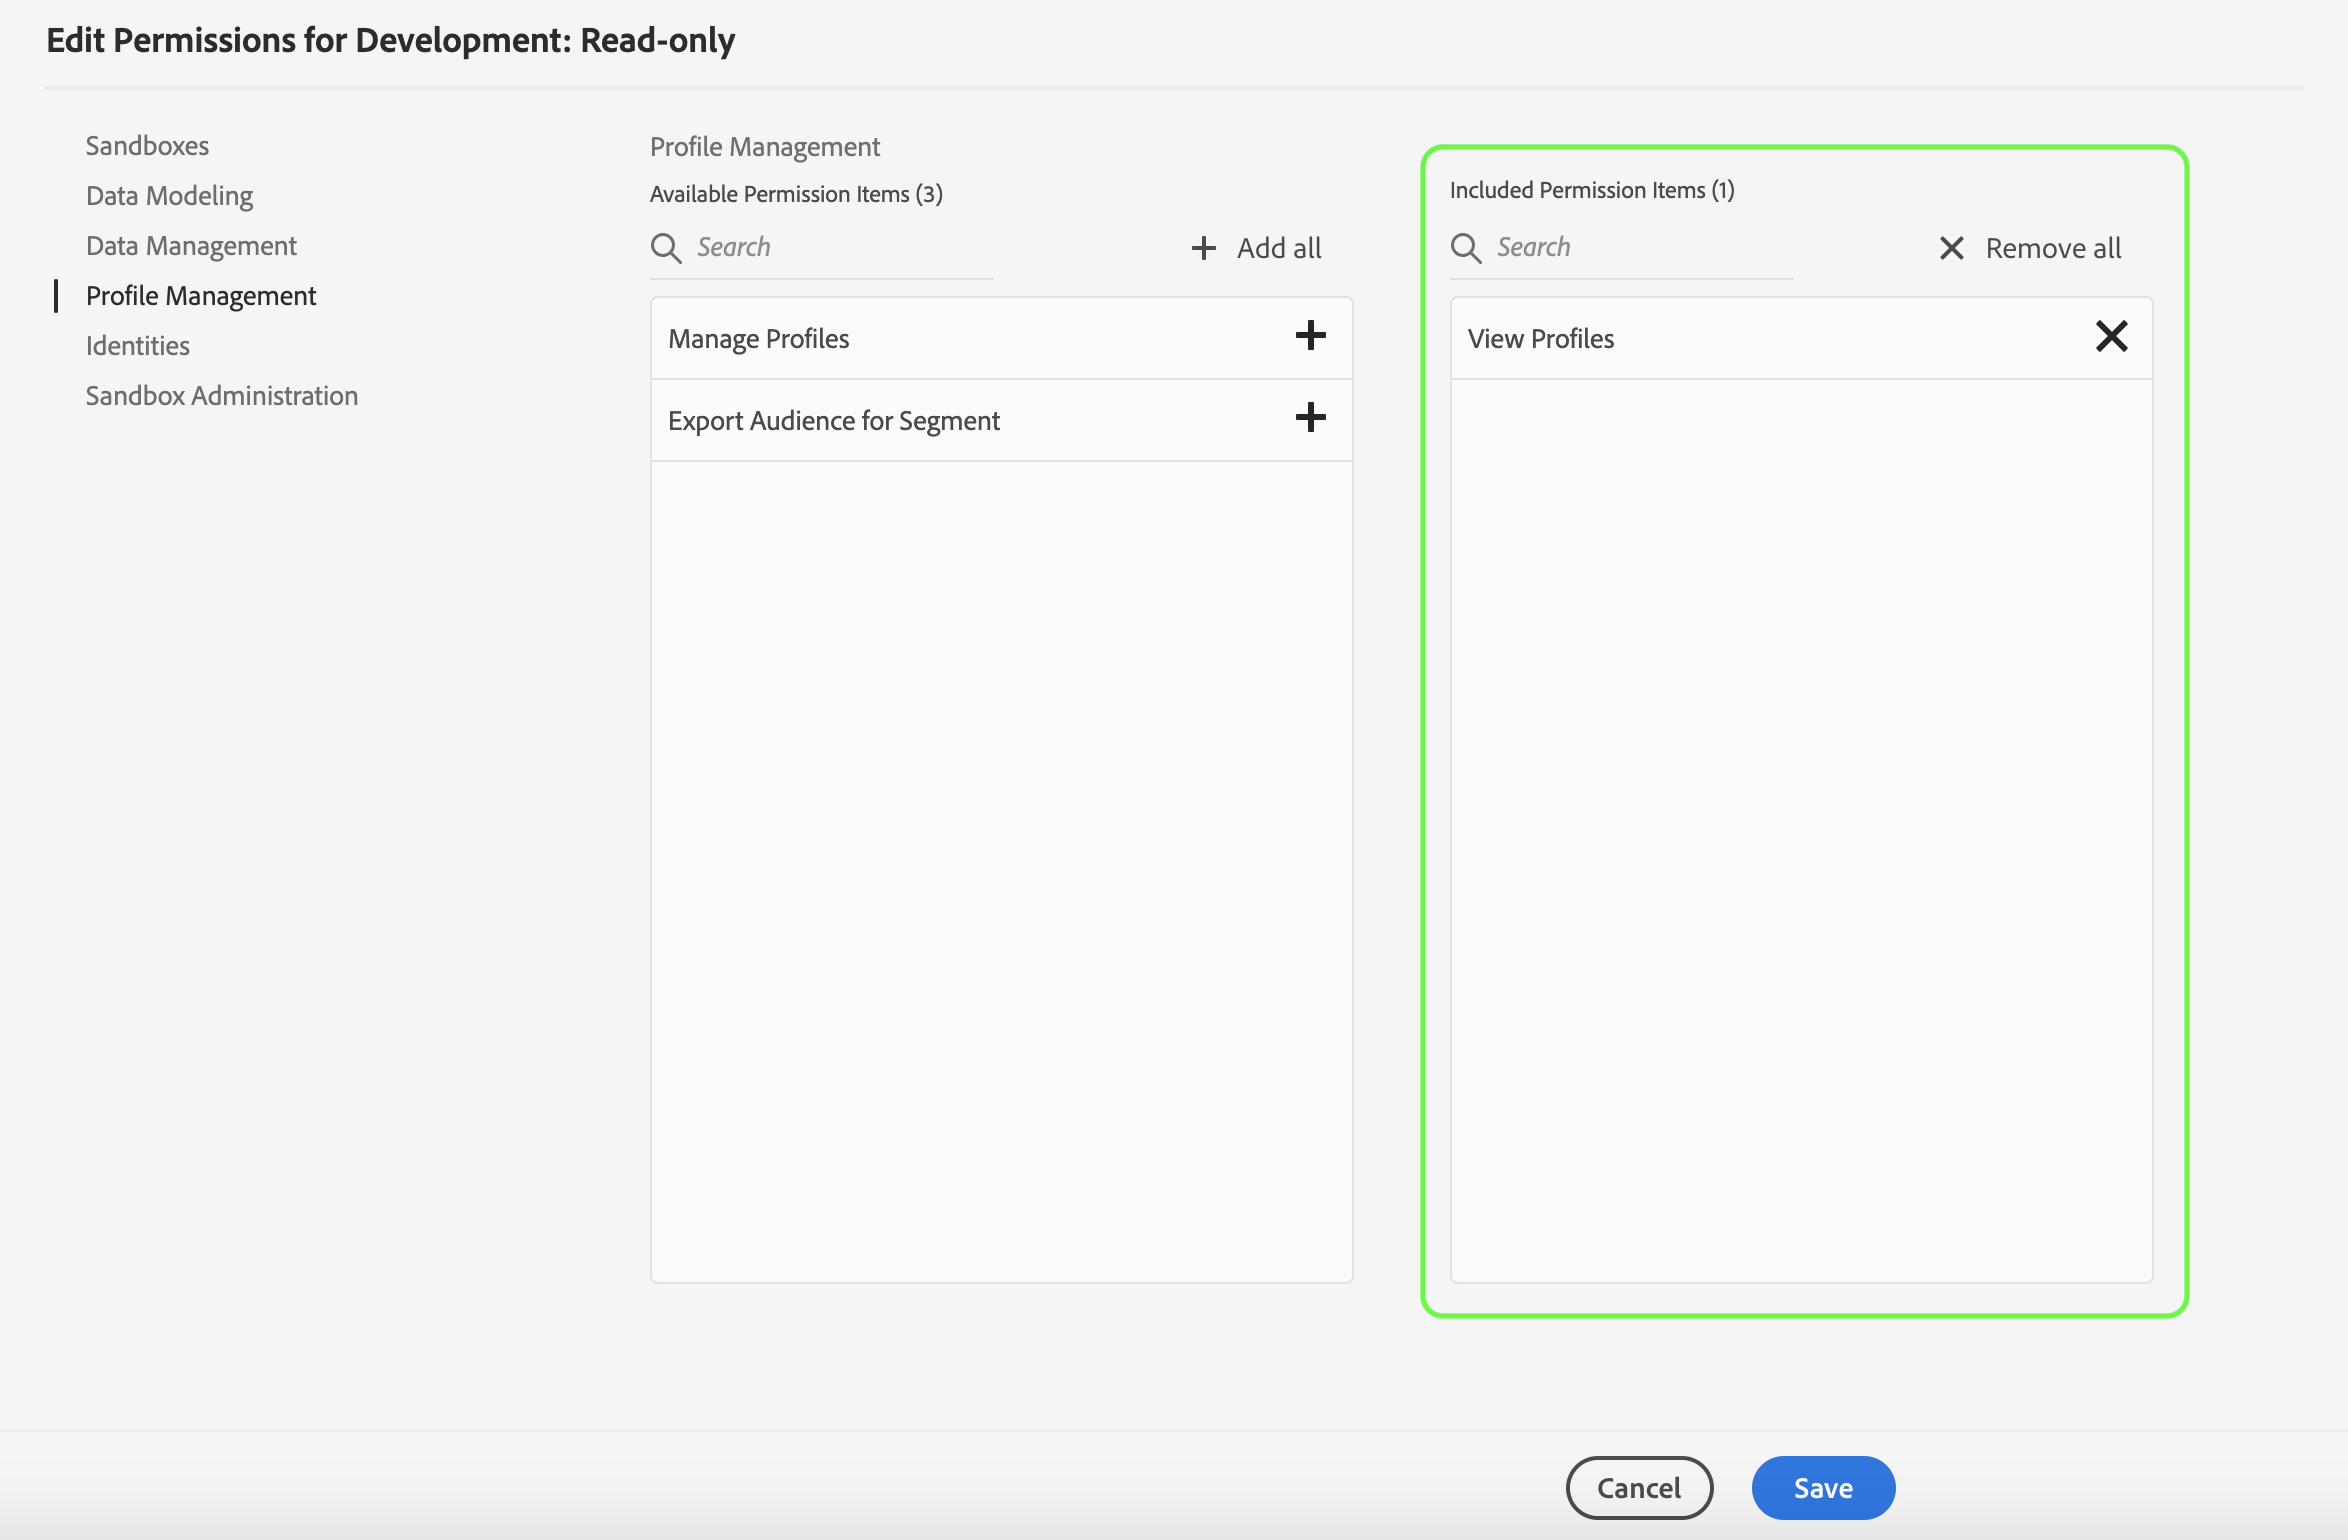 Edit Permissions for Development: Read-only
Sandboxes
Data Modeling
Data Management
Profile Management
Identities
Sandbox Administration
Profile Management
Available Permission Items (3)
Search
Add all
Manage Profiles
Export Audience for Segment
Included Permission Items (1)
Search
Remove all
View Profiles
Cancel
Save